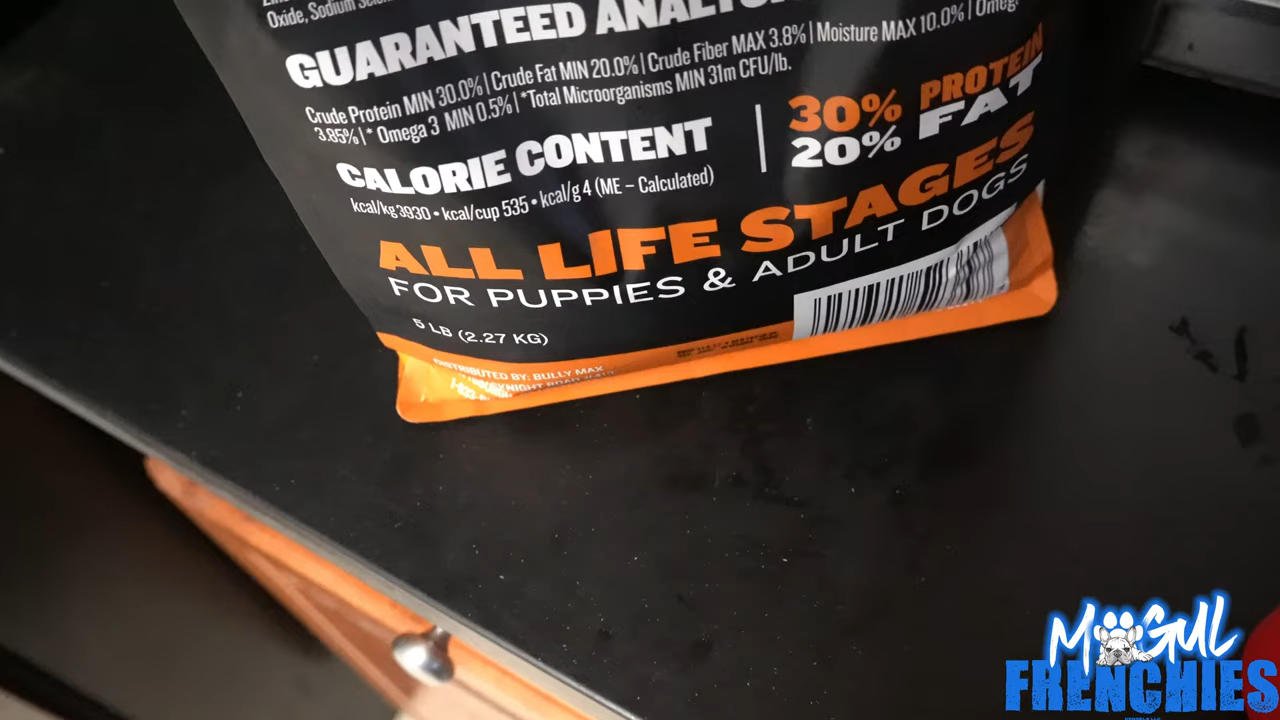 Oxide, Sodium
GUARANTEED
Crude Protein MIN 30.0% | Crude Fat MIN 20.0% | Crude Fiber MAX 3.8% | Moisture MAX 10.0% | Omeg
3.85% | * Omega 3 MIN 0.5% | *Total Microorganisms MIN 31m CFU/lb.
CALORIE CONTENT
kcal/kg 3930 • kcal/cup 535 • kcal/g 4 (ME – Calculated)
30% PROTEIN
20% FAT
ALL LIFE STAGES
FOR PUPPIES & ADULT DOGS
5 LB (2.27 KG)
DISTRIBUTED BY: BULLY MAX
MOGUL
FRENCHIES